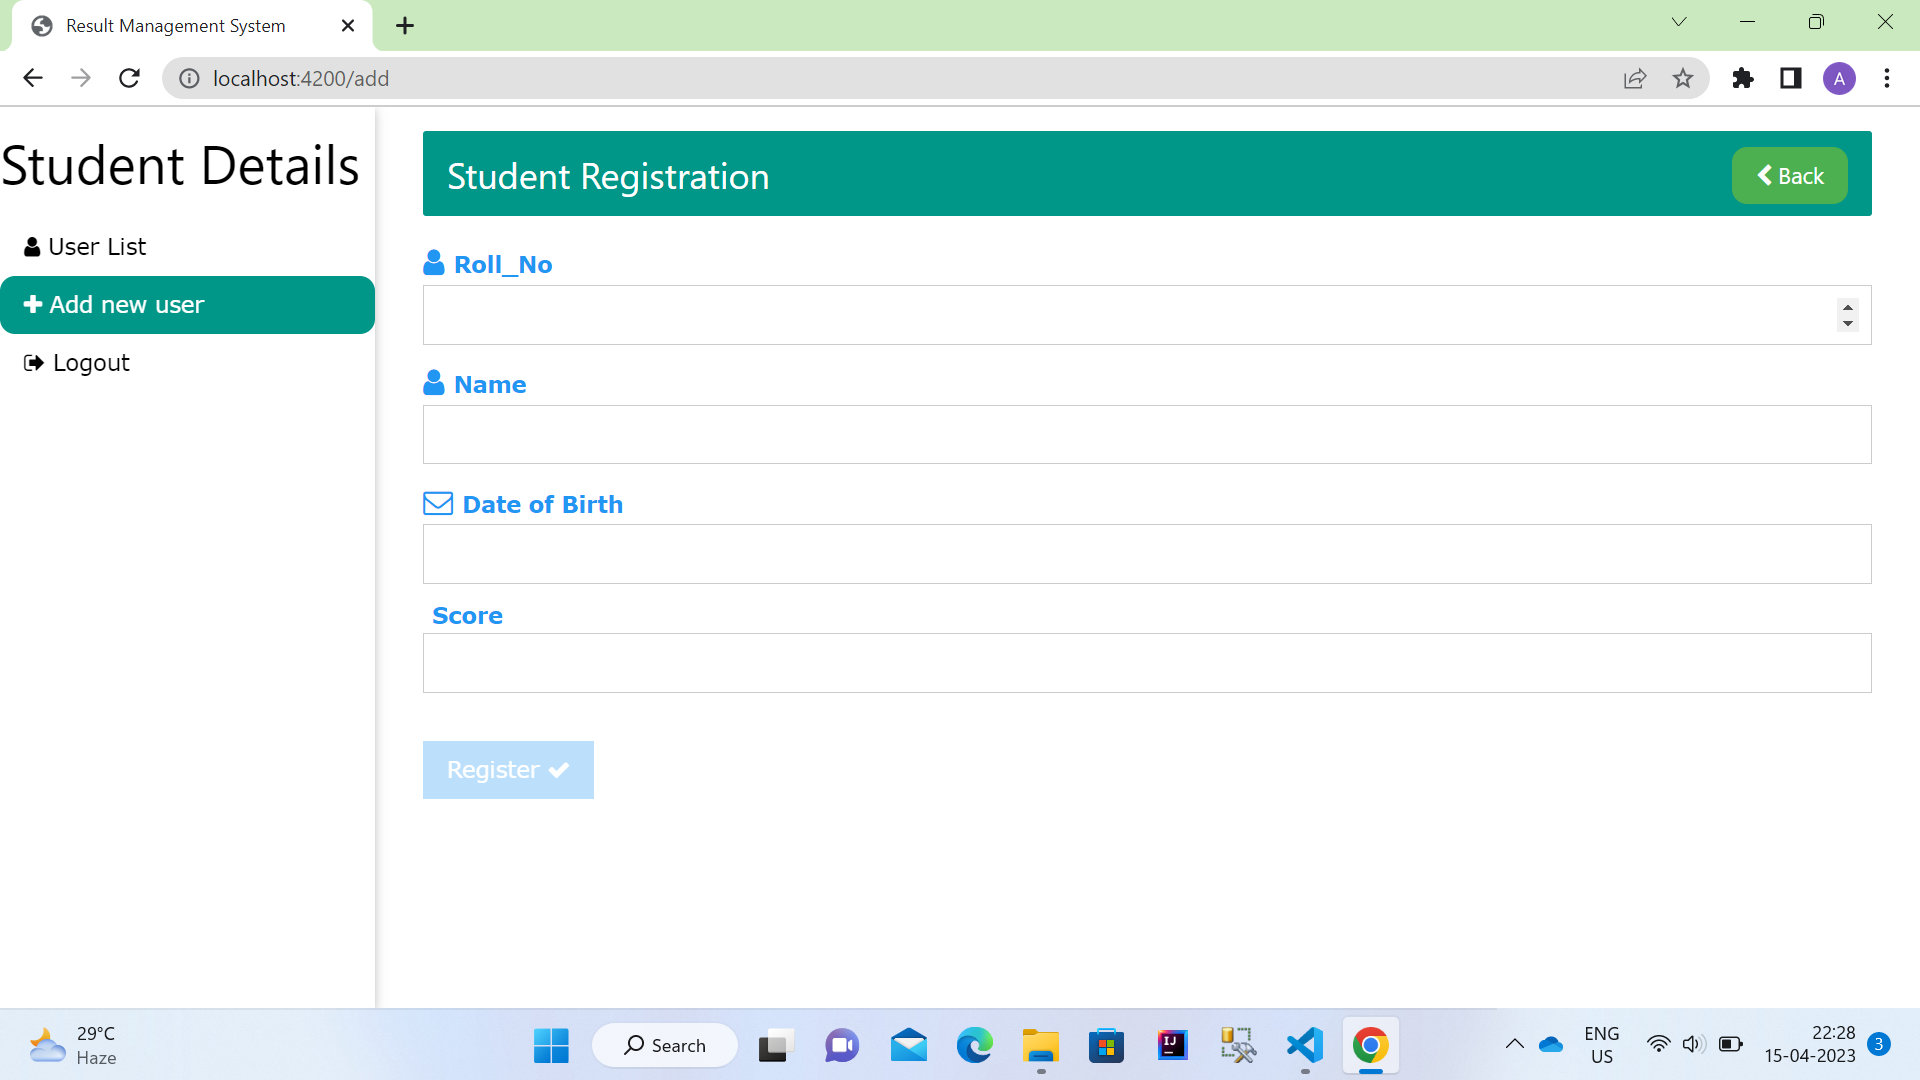 Result Management System
localhost:4200/add
A
Student Details
User List
Add new user
Logout
Student Registration
Back
Roll_No
Name
Date of Birth
Score
Register
29°C
Haze
Search
IJ
ENG
US
22:28
15-04-2023
3